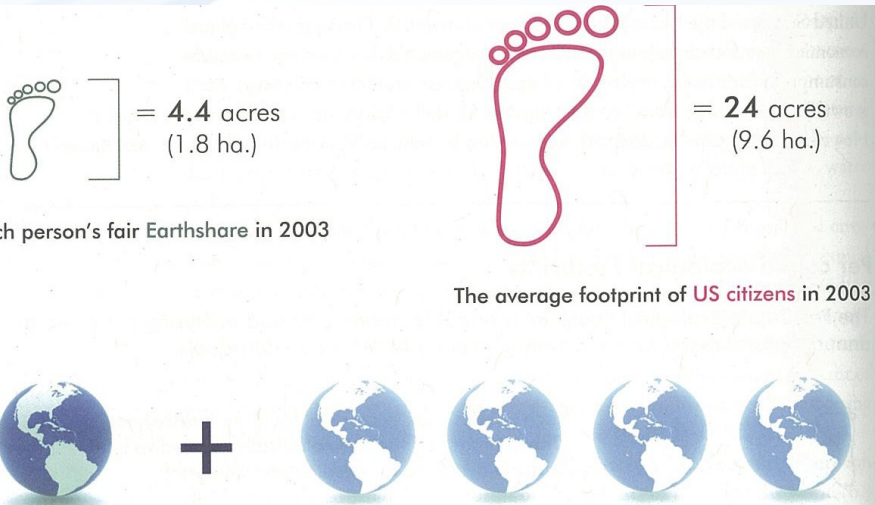 = 4.4 acres
(1.8 ha.)
= 24 acres
(9.6 ha.)
ch person's fair Earthshare in 2003
The average footprint of US citizens in 2003
+